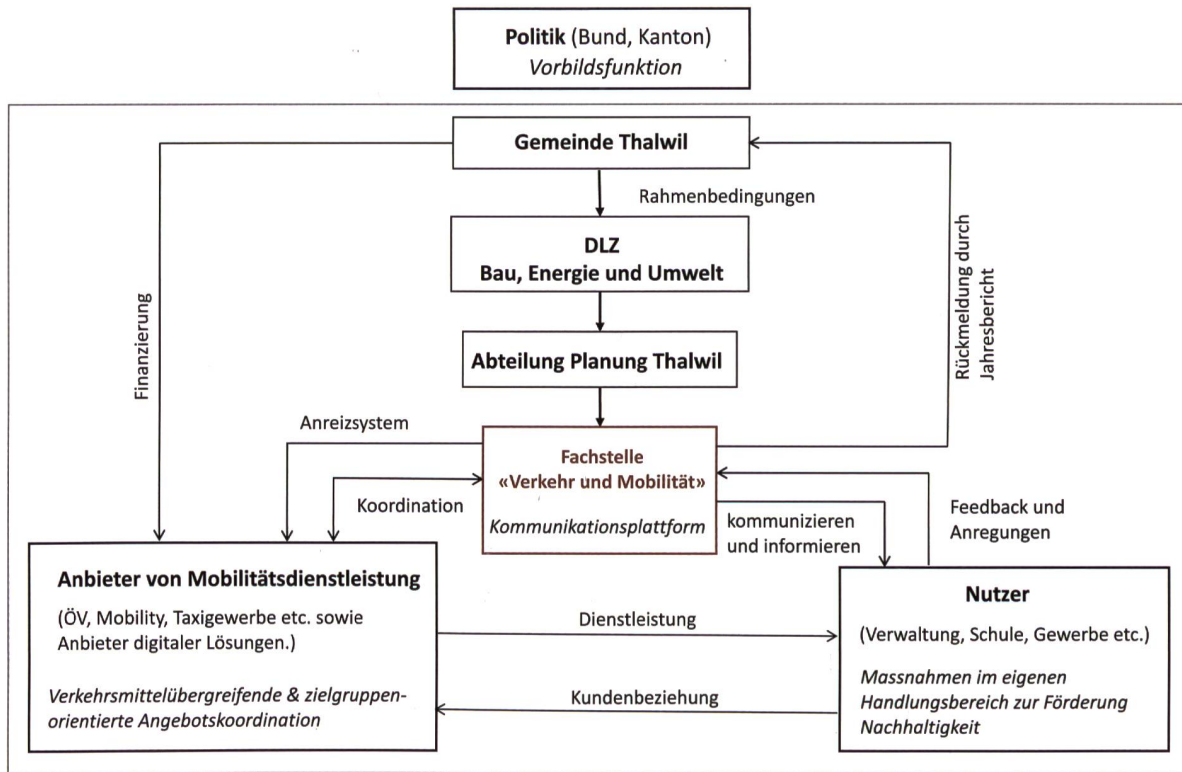 Politik (Bund, Kanton)
Vorbildsfunktion
Gemeinde Thalwil
Rahmenbedingungen
DLZ
Bau, Energie und Umwelt
Abteilung Planung Thalwil
Finanzierung
Rückmeldung durch
Jahresbericht
Anreizsystem
Koordination
Fachstelle
«Verkehr und Mobilität»
Kommunikationsplattform
kommunizieren
und informieren
Feedback und
Anregungen
Anbieter von Mobilitätsdienstleistung
(ÖV, Mobility, Taxigewerbe etc. sowie
Anbieter digitaler Lösungen.)
Verkehrsmittelübergreifende & zielgruppen-
orientierte Angebotskoordination
Dienstleistung
Kundenbeziehung
Nutzer
(Verwaltung, Schule, Gewerbe etc.)
Massnahmen im eigenen
Handlungsbereich zur Förderung
Nachhaltigkeit